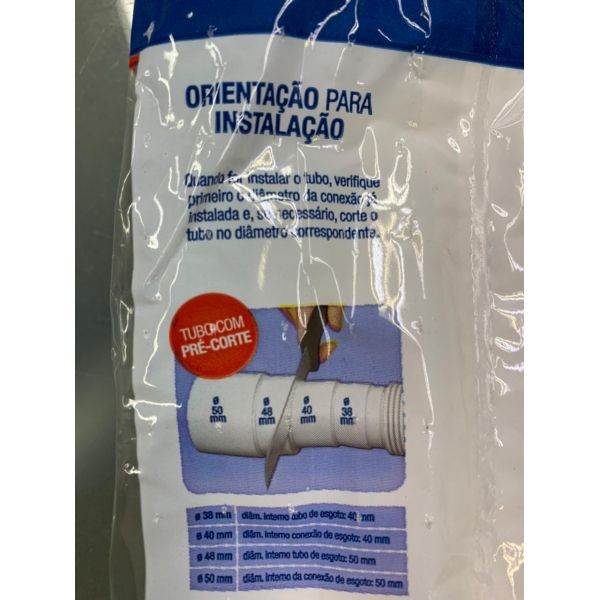 ORIENTAÇÃO PARA
INSTALAÇÃO
Quando for instalar o tubo, verifique
primeiro o diâmetro da conexão já
instalada e, se necessário, corte o
tubo no diâmetro correspondente.
TUBO COM
PRÉ-CORTE
ø 50 mm
ø 48 mm
ø 40 mm
ø 38 mm
ø 38 mm diâm. interno tubo de esgoto: 40 mm
ø 40 mm diâm. interno conexão de esgoto: 40 mm
ø 48 mm diâm. interno tubo de esgoto: 50 mm
ø 50 mm diâm. interno da conexão de esgoto: 50 mm